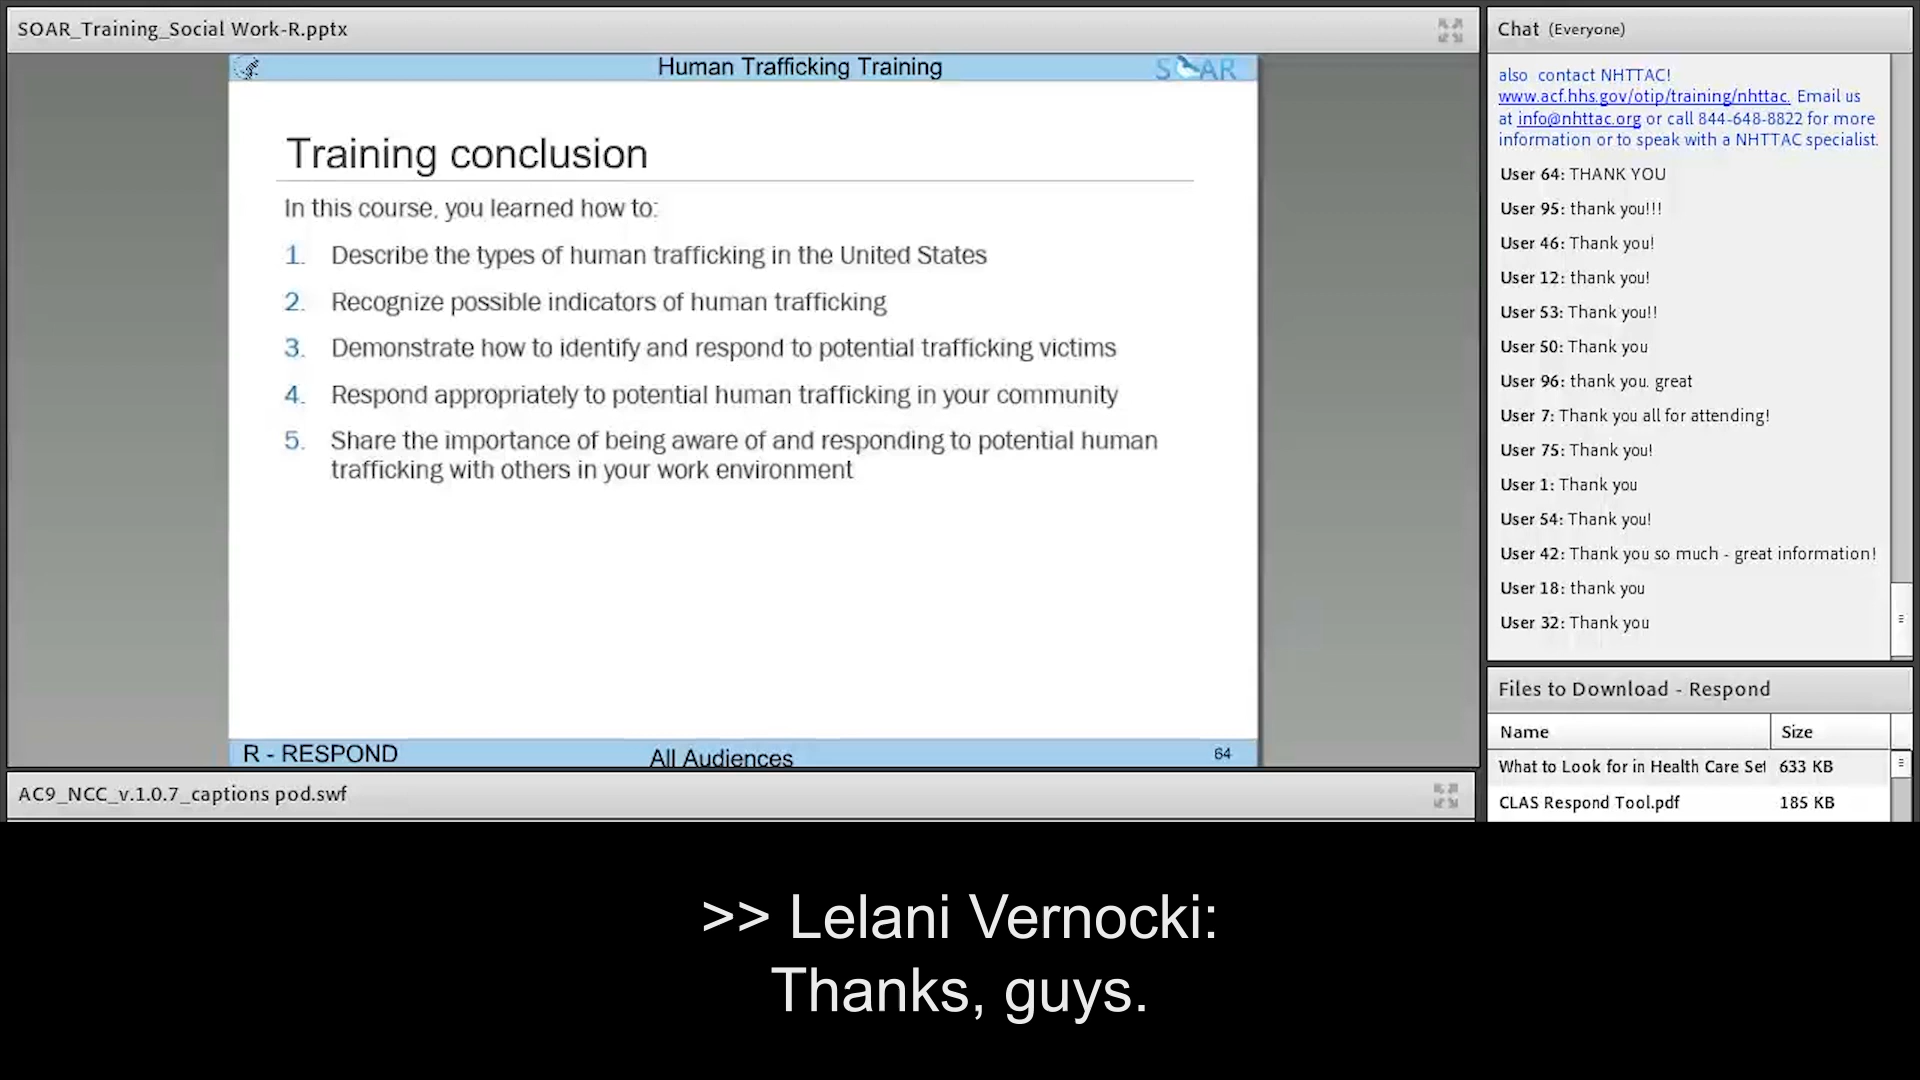 SOAR_Training_Social Work-R.pptx
Human Trafficking Training
SOAR
Training conclusion
In this course, you learned how to:
1. Describe the types of human trafficking in the United States
2. Recognize possible indicators of human trafficking
3. Demonstrate how to identify and respond to potential trafficking victims
4. Respond appropriately to potential human trafficking in your community
5. Share the importance of being aware of and responding to potential human
trafficking with others in your work environment
R - RESPOND
All Audiences
64
AC9_NCC_v.1.0.7_captions pod.swf
Chat (Everyone)
also contact NHTTAC!
www.acf.hhs.gov/otip/training/nhttac. Email us
at info@nhttac.org or call 844-648-8822 for more
information or to speak with a NHTTAC specialist.
User 64: THANK YOU
User 95: thank you!!!
User 46: Thank you!
User 12: thank you!
User 53: Thank you!!
User 50: Thank you
User 96: thank you. great
User 7: Thank you all for attending!
User 75: Thank you!
User 1: Thank you
User 54: Thank you!
User 42: Thank you so much - great information!
User 18: thank you
User 32: Thank you
Files to Download - Respond
Name Size
What to Look for in Health Care Set 633 KB
CLAS Respond Tool.pdf 185 KB
>> Lelani Vernocki:
Thanks, guys.